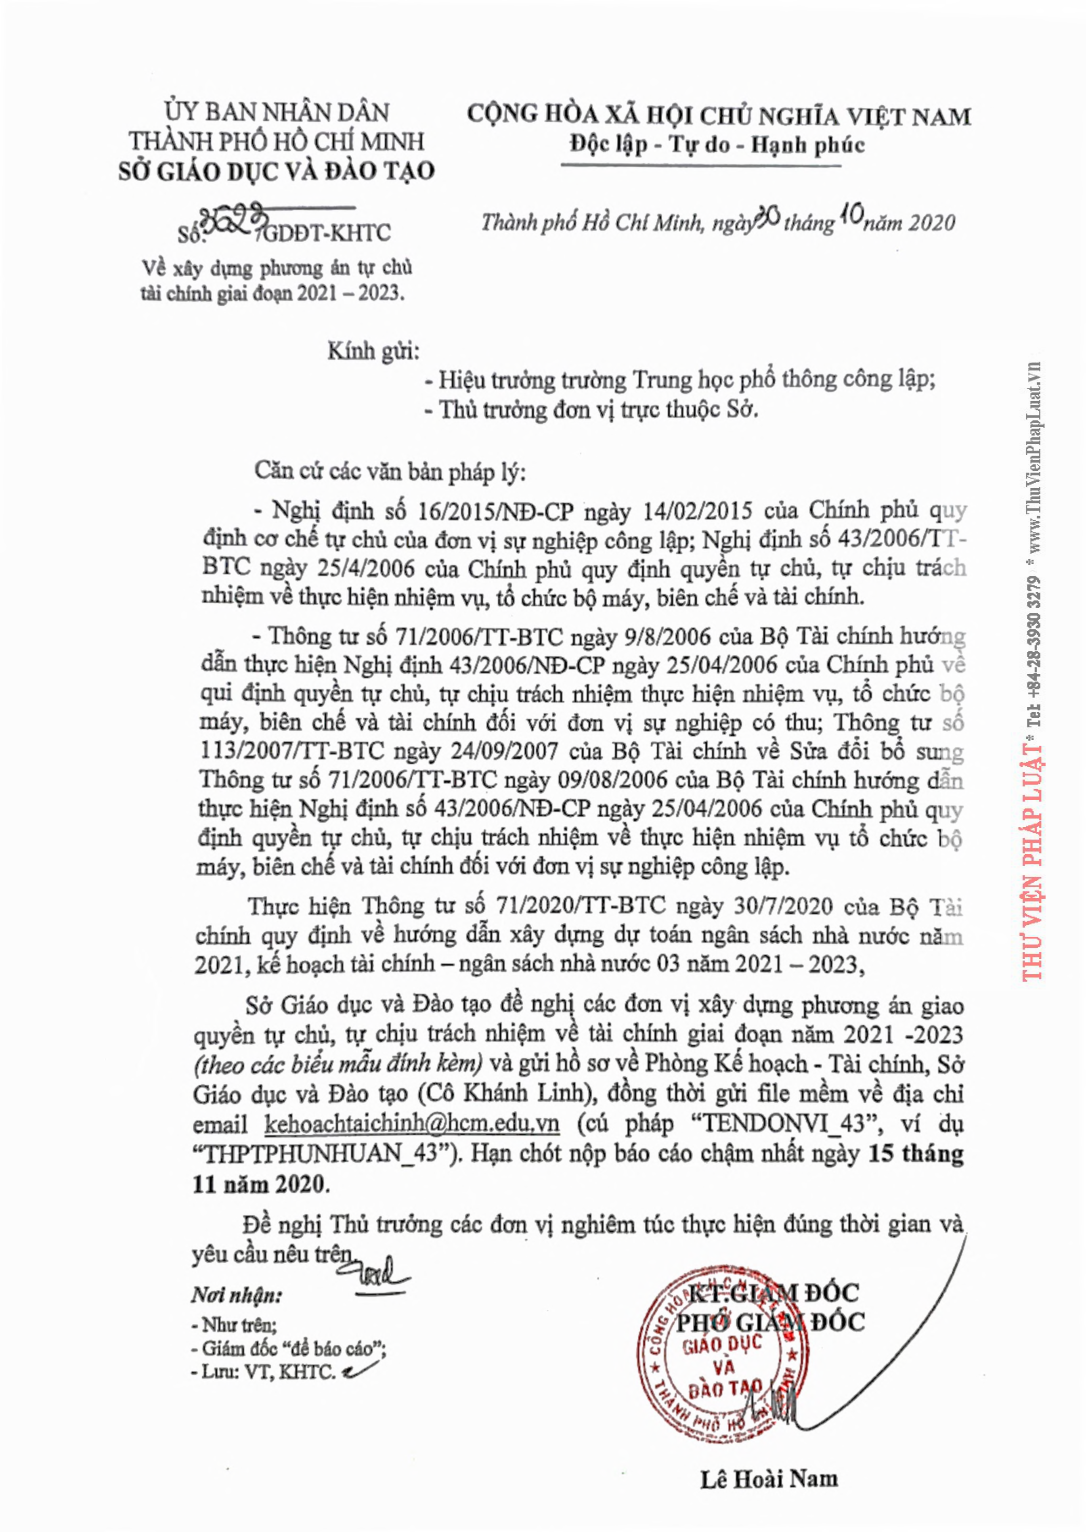 ỦY BAN NHÂN DÂN
THÀNH PHỐ HỒ CHÍ MINH
SỞ GIÁO DỤC VÀ ĐÀO TẠO
Số: /GDĐT-KHTC
Về xây dựng phương án tự chủ
tài chính giai đoạn 2021 – 2023.
CỘNG HÒA XÃ HỘI CHỦ NGHĨA VIỆT NAM
Độc lập - Tự do - Hạnh phúc
Thành phố Hồ Chí Minh, ngày 30 tháng 10 năm 2020
Kính gửi:
- Hiệu trưởng trường Trung học phổ thông công lập;
- Thủ trưởng đơn vị trực thuộc Sở.
Căn cứ các văn bản pháp lý:
- Nghị định số 16/2015/NĐ-CP ngày 14/02/2015 của Chính phủ quy
định cơ chế tự chủ của đơn vị sự nghiệp công lập; Nghị định số 43/2006/TT-
BTC ngày 25/4/2006 của Chính phủ quy định quyền tự chủ, tự chịu trách
nhiệm về thực hiện nhiệm vụ, tổ chức bộ máy, biên chế và tài chính.
- Thông tư số 71/2006/TT-BTC ngày 9/8/2006 của Bộ Tài chính hướng
dẫn thực hiện Nghị định 43/2006/NĐ-CP ngày 25/04/2006 của Chính phủ về
qui định quyền tự chủ, tự chịu trách nhiệm thực hiện nhiệm vụ, tổ chức bộ
máy, biên chế và tài chính đối với đơn vị sự nghiệp có thu; Thông tư số
113/2007/TT-BTC ngày 24/09/2007 của Bộ Tài chính về Sửa đổi bổ sung
Thông tư số 71/2006/TT-BTC ngày 09/08/2006 của Bộ Tài chính hướng dẫn
thực hiện Nghị định số 43/2006/NĐ-CP ngày 25/04/2006 của Chính phủ quy
định quyền tự chủ, tự chịu trách nhiệm về thực hiện nhiệm vụ tổ chức bộ
máy, biên chế và tài chính đối với đơn vị sự nghiệp công lập.
Thực hiện Thông tư số 71/2020/TT-BTC ngày 30/7/2020 của Bộ Tài
chính quy định về hướng dẫn xây dựng dự toán ngân sách nhà nước năm
2021, kế hoạch tài chính – ngân sách nhà nước 03 năm 2021 – 2023,
Sở Giáo dục và Đào tạo đề nghị các đơn vị xây dựng phương án giao
quyền tự chủ, tự chịu trách nhiệm về tài chính giai đoạn năm 2021 -2023
(theo các biểu mẫu đính kèm) và gửi hồ sơ về Phòng Kế hoạch - Tài chính, Sở
Giáo dục và Đào tạo (Cô Khánh Linh), đồng thời gửi file mềm về địa chỉ
email kehoachtaichinh@hcm.edu.vn (cú pháp “TENDONVI_43”, ví dụ
“THPTPHUNHUAN_43”). Hạn chót nộp báo cáo chậm nhất ngày 15 tháng
11 năm 2020.
Đề nghị Thủ trưởng các đơn vị nghiêm túc thực hiện đúng thời gian và
yêu cầu nêu trên.
Nơi nhận:
- Như trên;
- Giám đốc “để báo cáo”;
- Lưu: VT, KHTC.
KT.GIÁM ĐỐC
PHÓ GIÁM ĐỐC
SỞ
GIÁO DỤC
VÀ
ĐÀO TẠO
THÀNH PHỐ HỒ CHÍ MINH
Lê Hoài Nam
THƯ VIỆN PHÁP LUẬT * Tel: +84-28-3930 3279 * www.ThuVienPhapLuat.vn